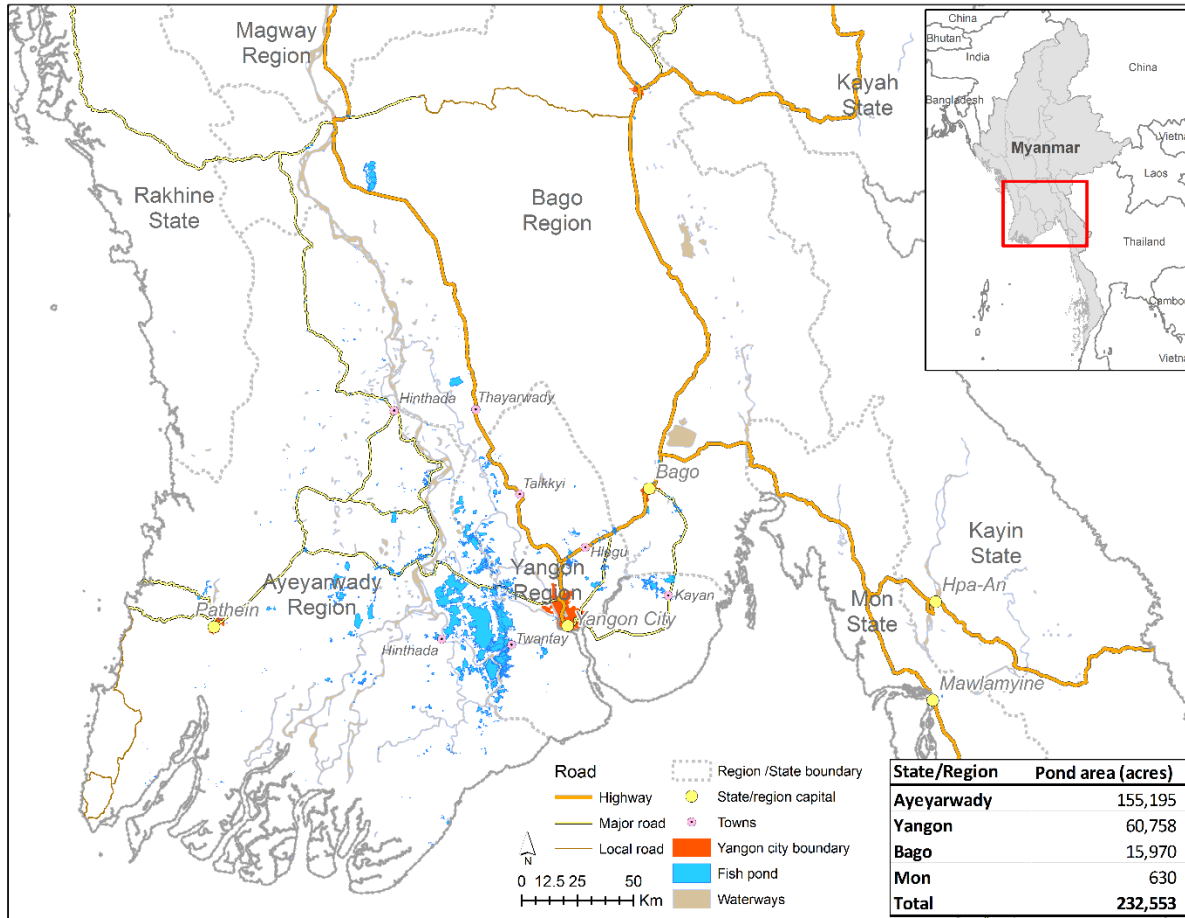 Magway
Region
Kayah
State
Rakhine
State
Bago
Region
Hinthada
Thayarwady
Taikkyi
Bago
Hlegu
Ayeyarwady
Region
Yangon
Region
Kayan
Pathein
Yangon City
Hinthada
Twantay
Kayin
State
Hpa-An
Mon
State
Mawlamyine
China
Bhutan
India
China
Bangladesh
Vietna
Myanmar
Laos
Thailand
Cambo
Vietna
Road
Highway
Major road
Local road
N
0 12.5 25 50
Km
Region /State boundary
State/region capital
Towns
Yangon city boundary
Fish pond
Waterways
State/Region Pond area (acres)
Ayeyarwady 155,195
Yangon 60,758
Bago 15,970
Mon 630
Total 232,553